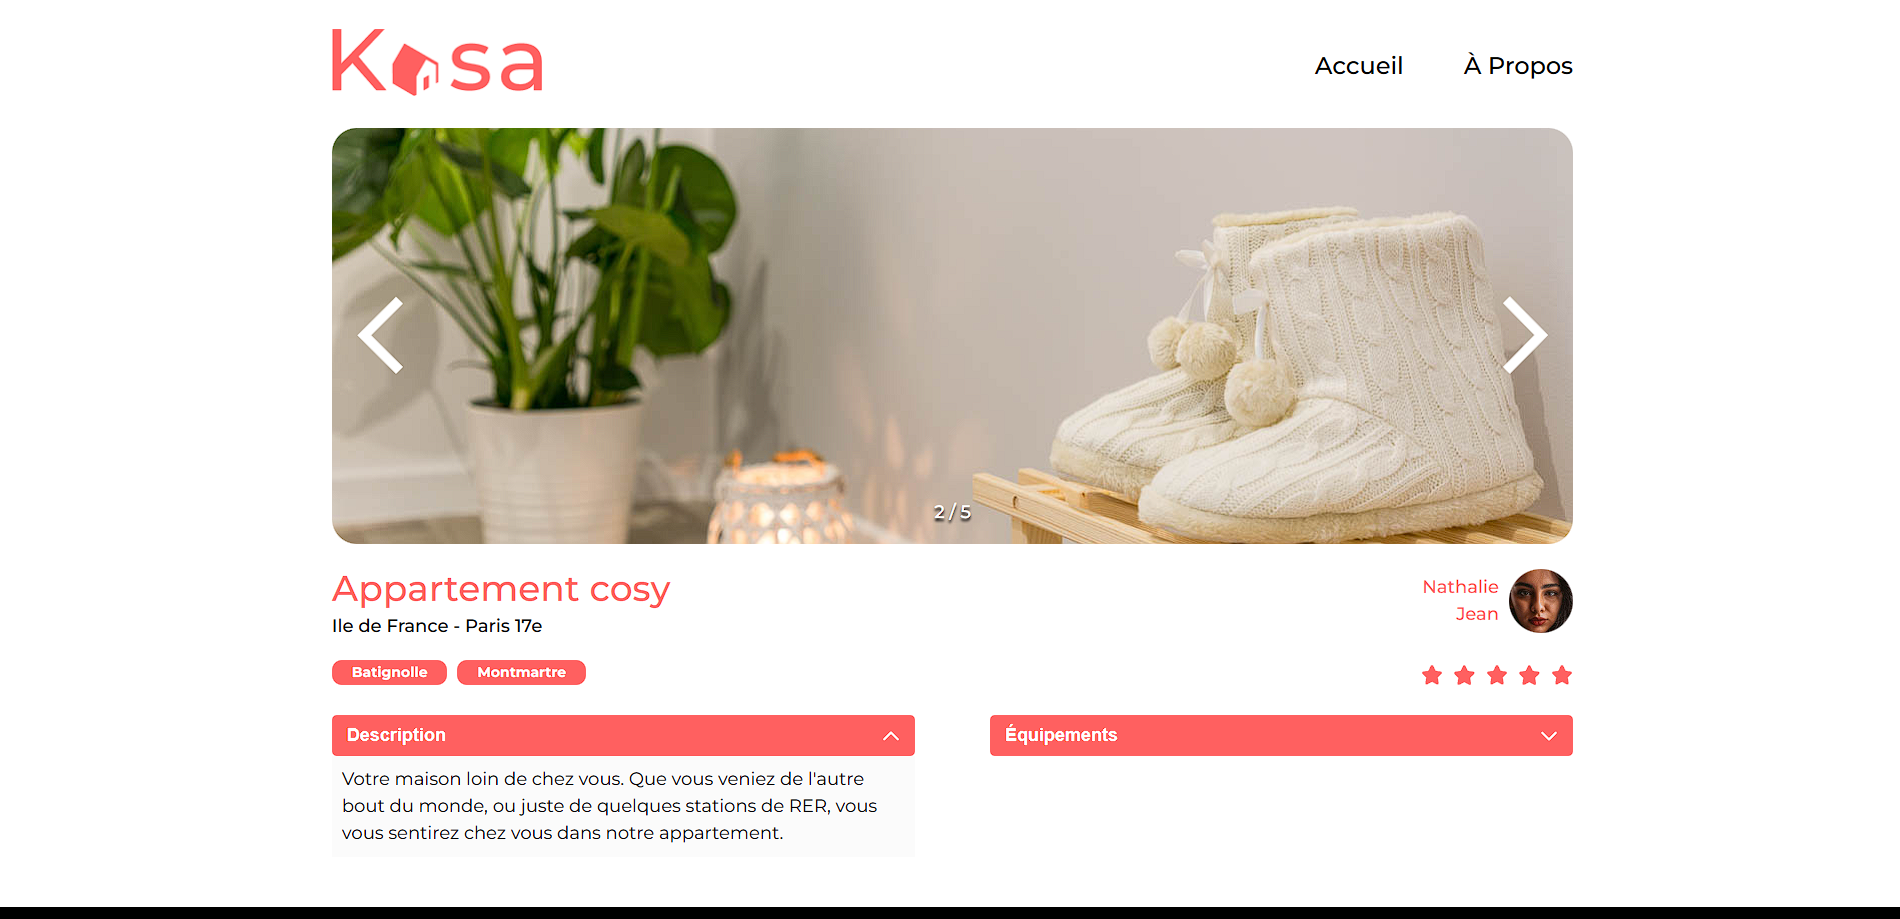 Kasa
Accueil
À Propos
2 / 5
Appartement cosy
Ile de France - Paris 17e
Nathalie
Jean
Batignolle
Montmartre
Description
Votre maison loin de chez vous. Que vous veniez de l'autre
bout du monde, ou juste de quelques stations de RER, vous
vous sentirez chez vous dans notre appartement.
Équipements